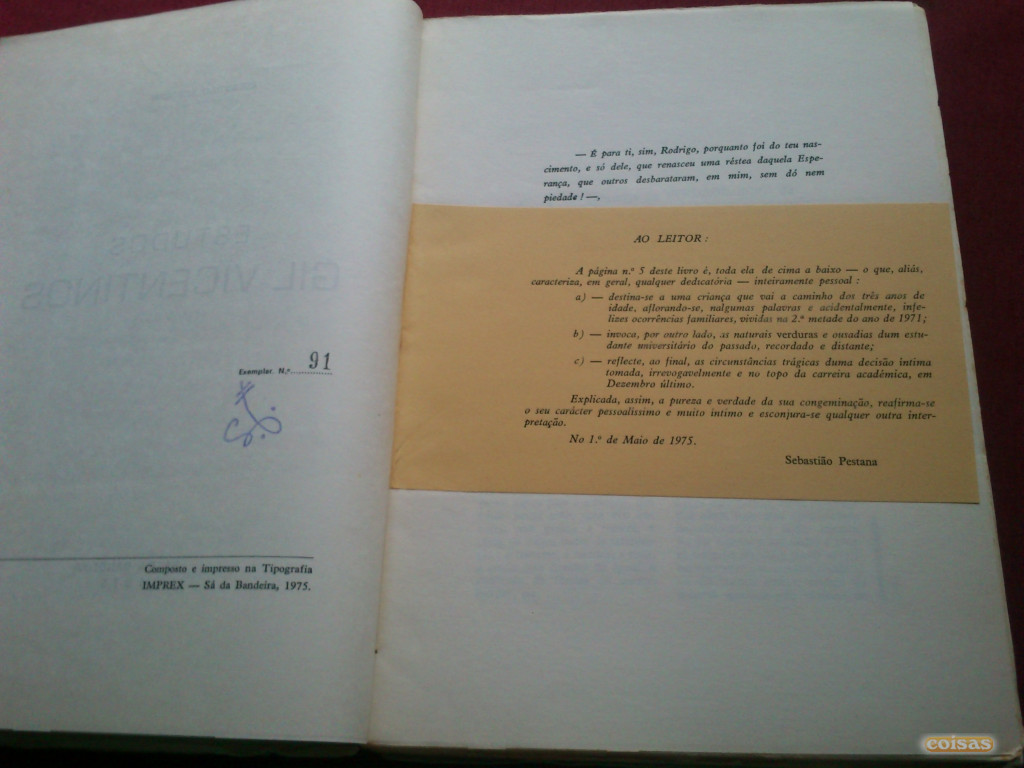 ESTUDOS
GIL VICENTINOS
Exemplar N.º 91
Composto e impresso na Tipografia
IMPREX — Sá da Bandeira, 1975.
— É para ti, sim, Rodrigo, porquanto foi do teu nas-
cimento, e só dele, que renasceu uma réstea daquela Espe-
rança, que outros desbarataram, em mim, sem dó nem
piedade! —,
AO LEITOR:
A página n.º 5 deste livro é, toda ela de cima a baixo — o que, aliás,
caracteriza, em geral, qualquer dedicatória — inteiramente pessoal:
a) — destina-se a uma criança que vai a caminho dos três anos de
idade, aflorando-se, nalgumas palavras e acidentalmente, infe-
lizes ocorrências familiares, vividas na 2.ª metade do ano de 1971;
b) — invoca, por outro lado, as naturais verduras e ousadias dum estu-
dante universitário do passado, recordado e distante;
c) — reflecte, ao final, as circunstâncias trágicas duma decisão íntima
tomada, irrevogavelmente e no topo da carreira académica, em
Dezembro último.
Explicada, assim, a pureza e verdade da sua congeminação, reafirma-se
o seu carácter pessoalíssimo e muito íntimo e esconjura-se qualquer outra inter-
pretação.
No 1.º de Maio de 1975.
Sebastião Pestana
coisas